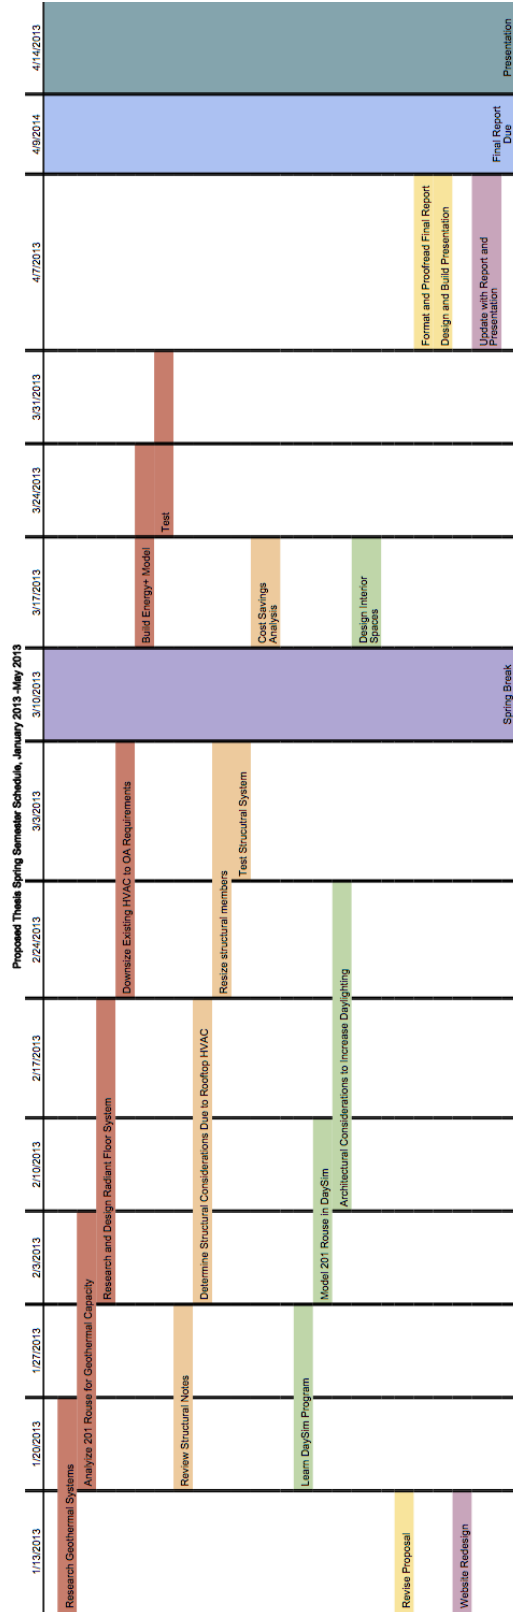 Proposed Thesis Spring Semester Schedule, January 2013 -May 2013
1/13/2013
1/20/2013
1/27/2013
2/3/2013
2/10/2013
2/17/2013
2/24/2013
3/3/2013
3/10/2013
3/17/2013
3/24/2013
3/31/2013
4/7/2013
4/9/2014
4/14/2013
Research Geothermal Systems
Analyize 201 Rouse for Geothermal Capacity
Research and Design Radiant Floor System
Downsize Existing HVAC to OA Requirements
Build Energy+ Model
Test
Review Structural Notes
Determine Structural Considerations Due to Rooftop HVAC
Resize structural members
Test Strucutral System
Cost Savings
Analysis
Learn DaySim Program
Model 201 Rouse in DaySim
Architectural Considerations to Increase Daylighting
Design Interior
Spaces
Revise Proposal
Format and Proofread Final Report
Design and Build Presentation
Website Redesign
Update with Report and
Presentation
Spring Break
Final Report
Due
Presentation